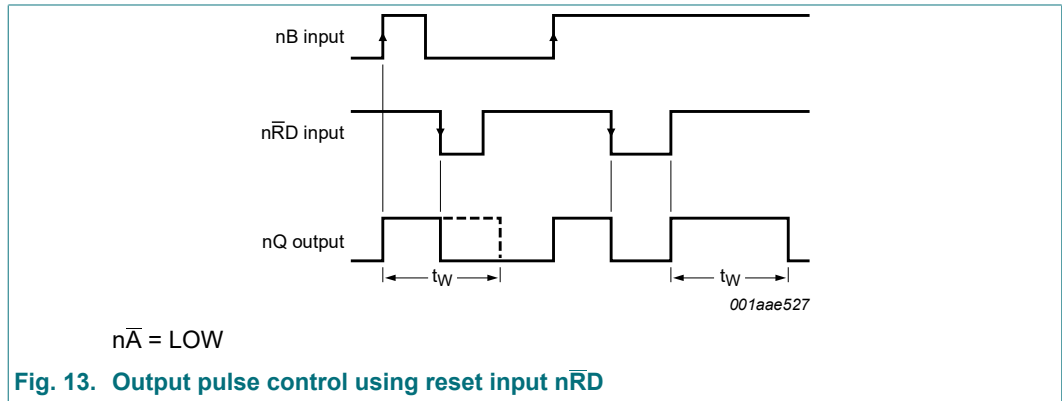 nB input
nR̅D input
nQ output
tW
tW
001aae527
nA̅ = LOW
Fig. 13. Output pulse control using reset input nR̅D